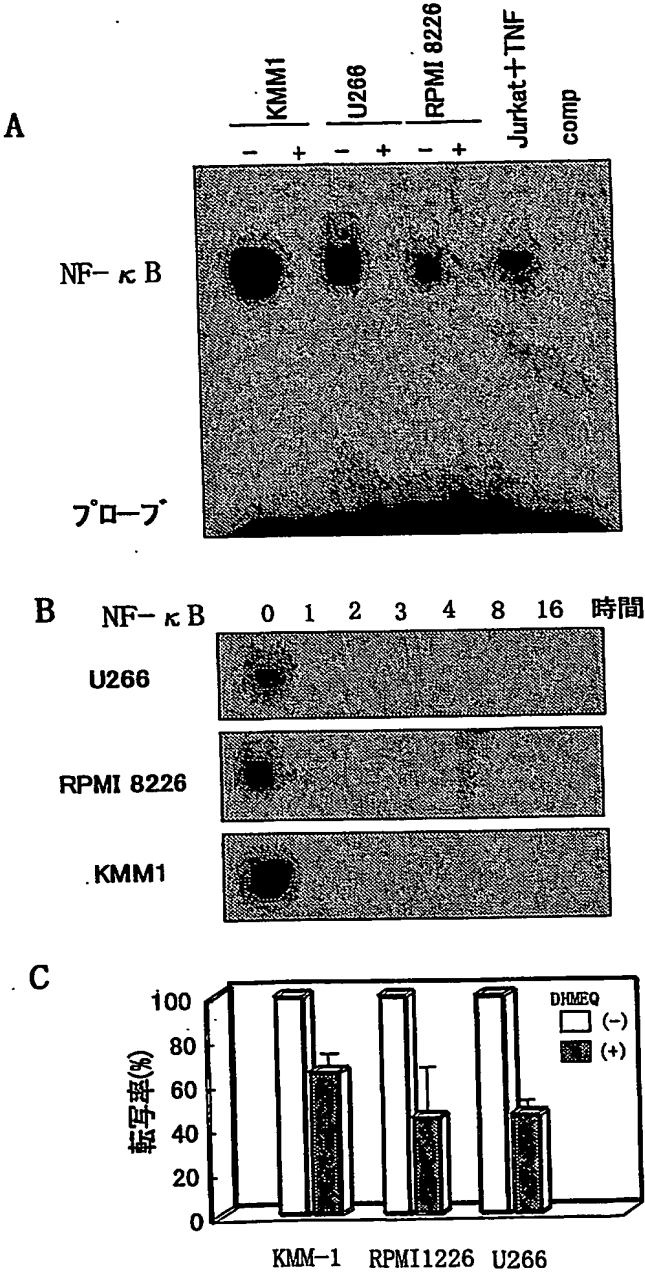 A
KMM1
U266
RPMI 8226
Jurkat+TNF
comp
- + - + - +
NF-κB
プローブ
B
NF-κB 0 1 2 3 4 8 16 時間
U266
RPMI 8226
KMM1
C
転写率(%)
100
80
60
40
20
0
DHMEQ
(-)
(+)
KMM-1 RPMI1226 U266